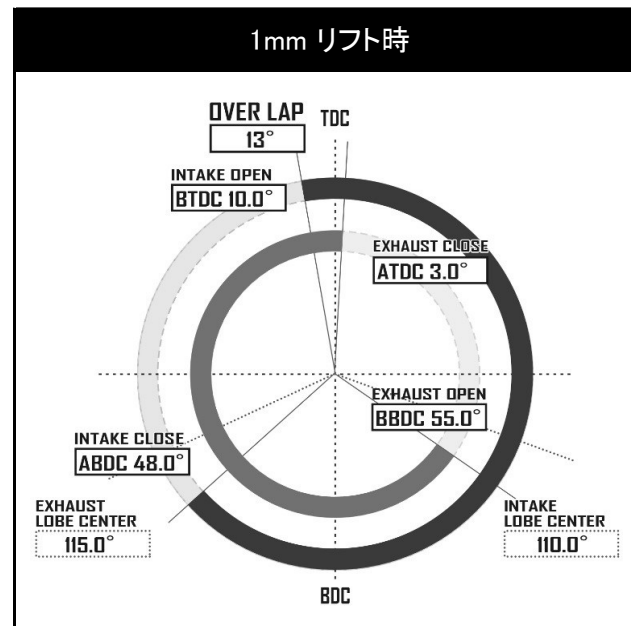 1mm リフト時
OVER LAP
13°
TDC
INTAKE OPEN
BTDC 10.0°
EXHAUST CLOSE
ATDC 3.0°
EXHAUST OPEN
BBDC 55.0°
INTAKE CLOSE
ABDC 48.0°
EXHAUST
LOBE CENTER
115.0°
INTAKE
LOBE CENTER
110.0°
BDC